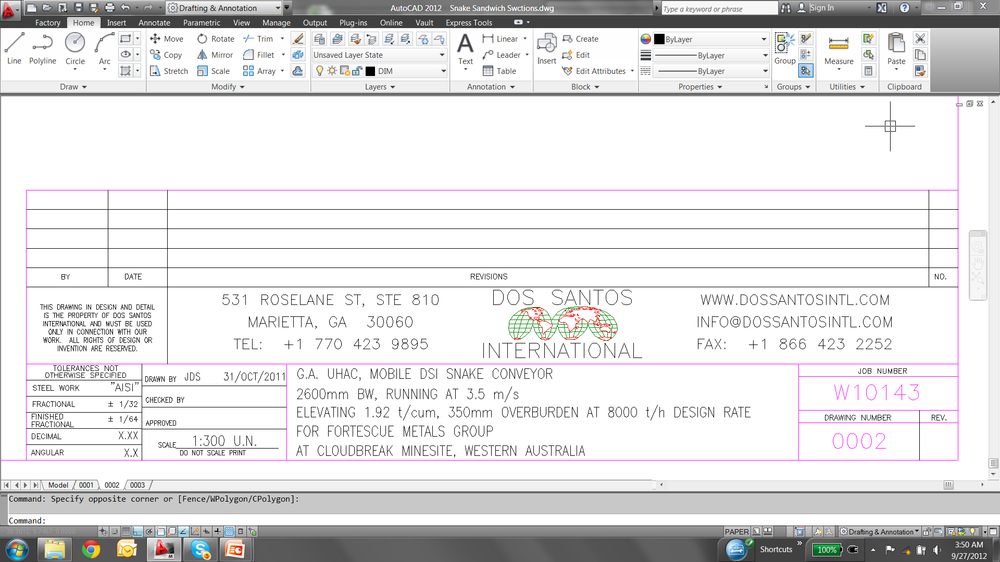 Drafting & Annotation
AutoCAD 2012 Snake Sandwich Swctions.dwg
Type a keyword or phrase
Sign In
Factory Home Insert Annotate Parametric View Manage Output Plug-ins Online Vault Express Tools
Move Rotate Trim
Unsaved Layer State
Linear Create ByLayer
Copy Mirror Fillet
Leader Edit ByLayer
Line Polyline Circle Arc
Text Insert Group Measure Paste
Stretch Scale Array DIM Table Edit Attributes ByLayer
Draw Modify Layers Annotation Block Properties Groups Utilities Clipboard
BY DATE REVISIONS NO.
THIS DRAWING IN DESIGN AND DETAIL
IS THE PROPERTY OF DOS SANTOS
INTERNATIONAL AND MUST BE USED
ONLY IN CONNECTION WITH OUR
WORK. ALL RIGHTS OF DESIGN OR
INVENTION ARE RESERVED.
531 ROSELANE ST, STE 810
MARIETTA, GA 30060
TEL: +1 770 423 9895
DOS SANTOS
INTERNATIONAL
WWW.DOSSANTOSINTL.COM
INFO@DOSSANTOSINTL.COM
FAX: +1 866 423 2252
TOLERANCES NOT
OTHERWISE SPECIFIED
STEEL WORK "AISI"
FRACTIONAL ± 1/32
FINISHED
FRACTIONAL ± 1/64
DECIMAL X.XX
ANGULAR X.X
DRAWN BY JDS 31/OCT/2011
CHECKED BY
APPROVED
SCALE 1:300 U.N.
DO NOT SCALE PRINT
G.A. UHAC, MOBILE DSI SNAKE CONVEYOR
2600mm BW, RUNNING AT 3.5 m/s
ELEVATING 1.92 t/cum, 350mm OVERBURDEN AT 8000 t/h DESIGN RATE
FOR FORTESCUE METALS GROUP
AT CLOUDBREAK MINESITE, WESTERN AUSTRALIA
JOB NUMBER
W10143
DRAWING NUMBER REV.
0002
Model 0001 0002 0003
Command: Specify opposite corner or [Fence/WPolygon/CPolygon]:
Command:
38.9012, 9.7467, 0.0000
PAPER
Drafting & Annotation
Shortcuts
100%
3:50 AM
9/27/2012